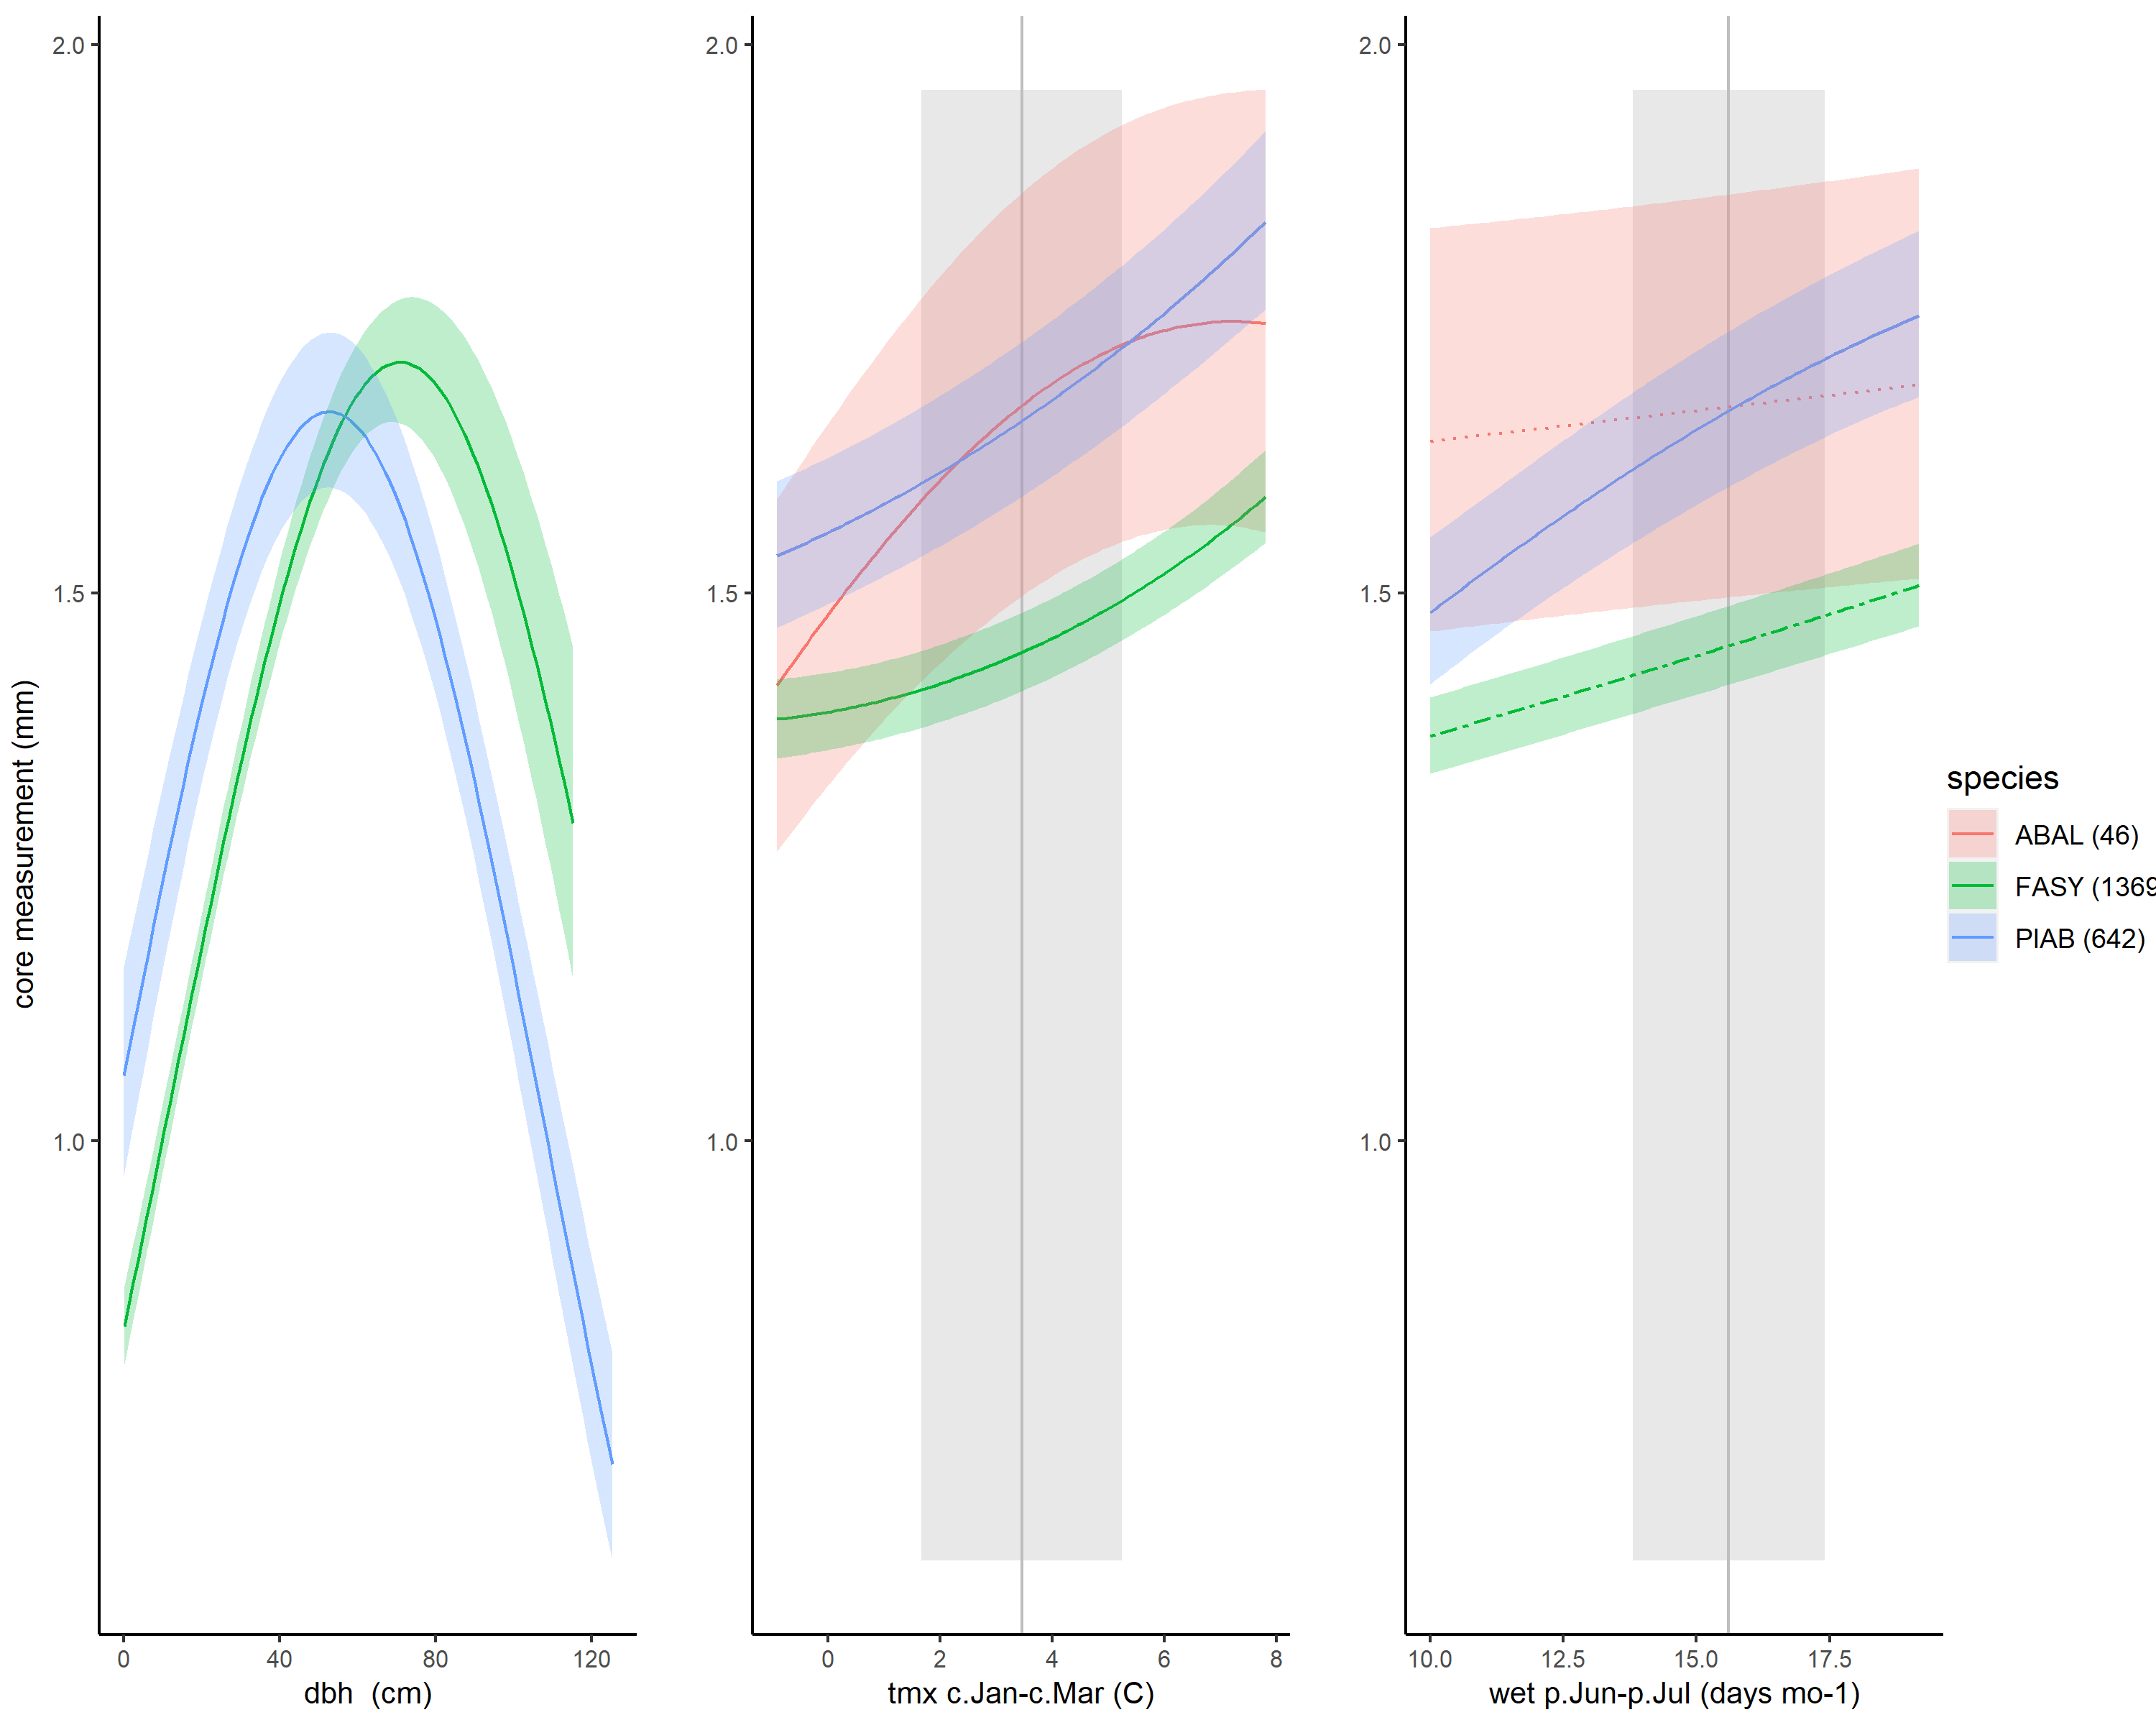 core measurement (mm)
2.0
1.5
1.0
0 40 80 120
dbh  (cm)
2.0
1.5
1.0
0 2 4 6 8
tmx c.Jan-c.Mar (C)
2.0
1.5
1.0
10.0 12.5 15.0 17.5
wet p.Jun-p.Jul (days mo-1)
species
ABAL (46)
FASY (1369
PIAB (642)